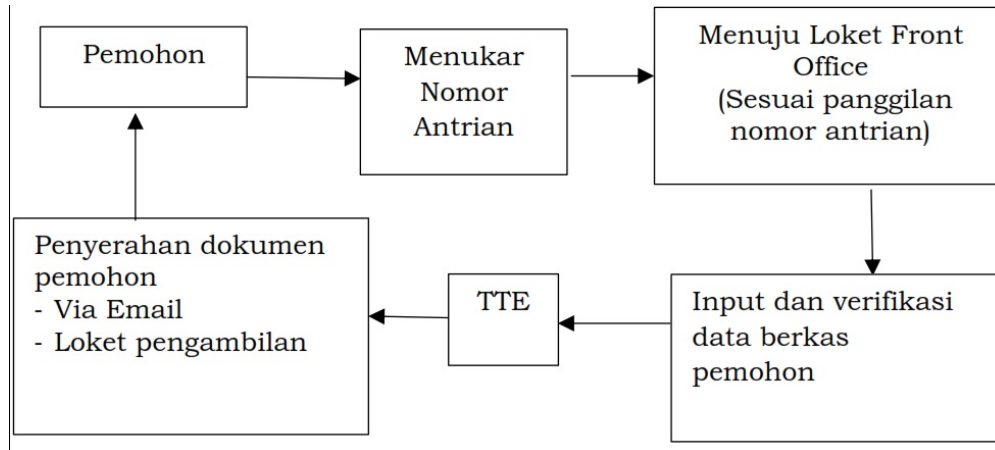 Pemohon
Menukar
Nomor
Antrian
Menuju Loket Front
Office
(Sesuai panggilan
nomor antrian)
Input dan verifikasi
data berkas
pemohon
TTE
Penyerahan dokumen
pemohon
- Via Email
- Loket pengambilan